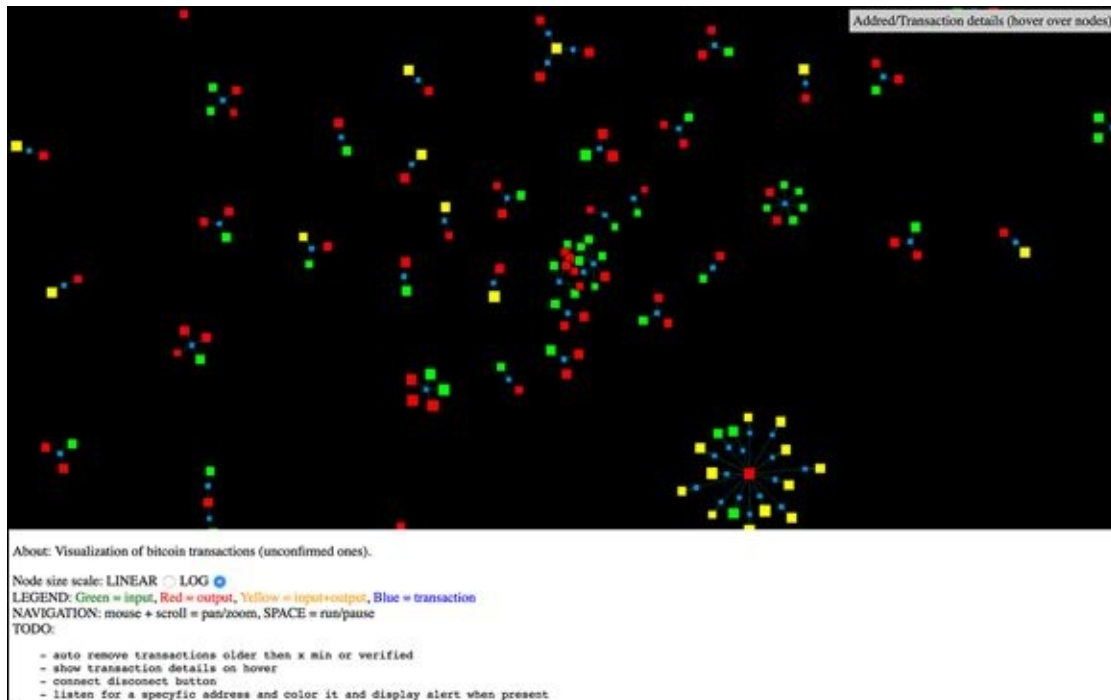 Addred/Transaction details (hover over nodes)
About: Visualization of bitcoin transactions (unconfirmed ones).
Node size scale: LINEAR LOG
LEGEND: Green = input, Red = output, Yellow = input+output, Blue = transaction
NAVIGATION: mouse + scroll = pan/zoom, SPACE = run/pause
TODO:
- auto remove transactions older then x min or verified
- show transaction details on hover
- connect disconect button
- listen for a specyfic address and color it and display alert when present